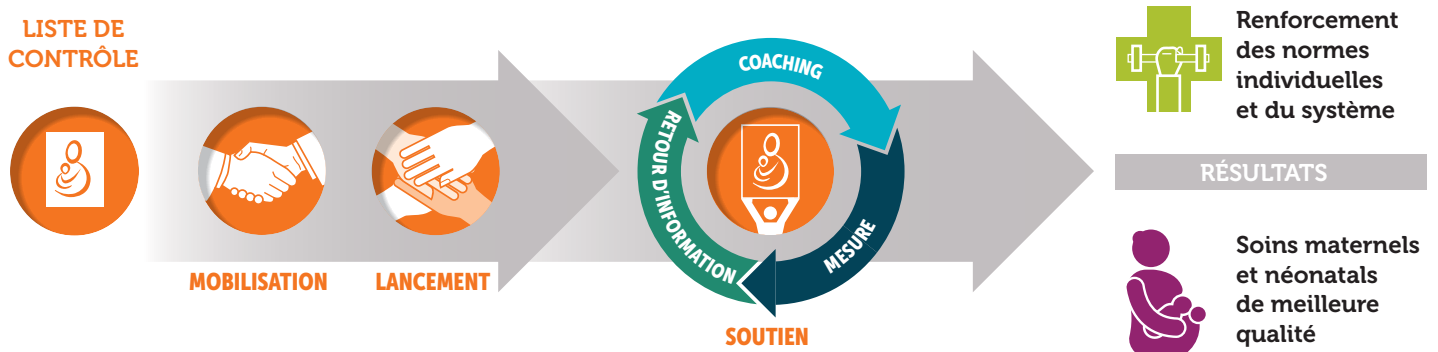 LISTE DE
CONTRÔLE
MOBILISATION
LANCEMENT
COACHING
MESURE
RETOUR D'INFORMATION
SOUTIEN
Renforcement
des normes
individuelles
et du système
RÉSULTATS
Soins maternels
et néonatals
de meilleure
qualité